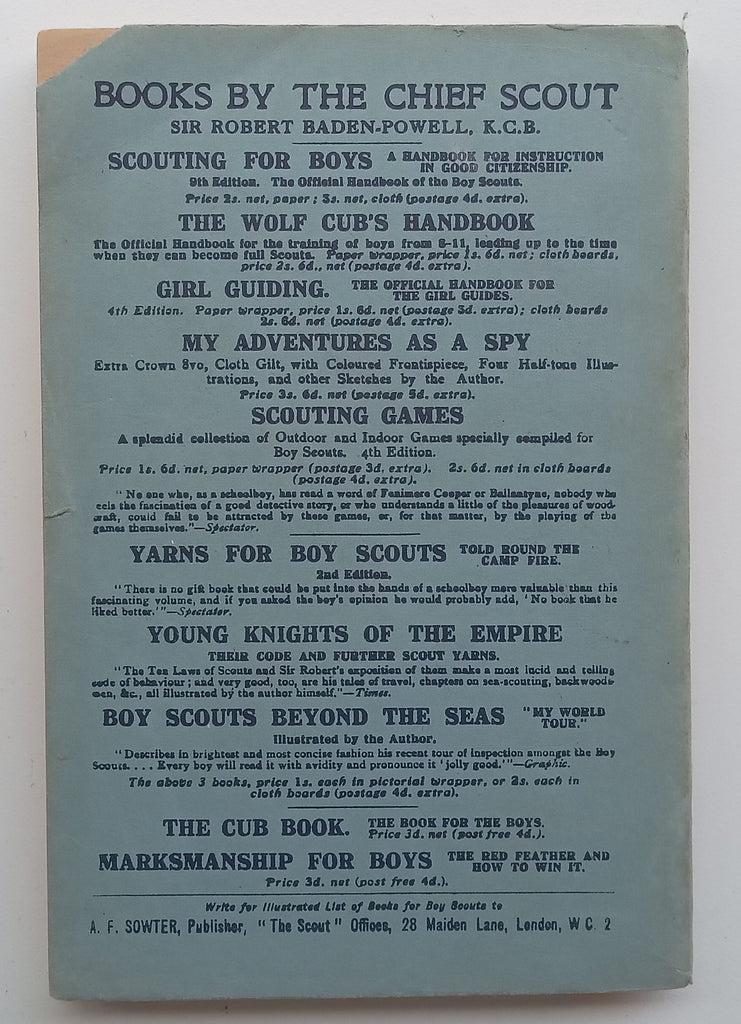 BOOKS BY THE CHIEF SCOUT
SIR ROBERT BADEN-POWELL, K.C.B.
SCOUTING FOR BOYS A HANDBOOK FOR INSTRUCTION
IN GOOD CITIZENSHIP.
9th Edition. The Official Handbook of the Boy Scouts.
Price 2s. net, paper; 3s. net, cloth (postage 4d. extra).
THE WOLF CUB'S HANDBOOK
The Official Handbook for the training of boys from 8-11, leading up to the time
when they can become full Scouts. Paper wrapper, price 1s. 6d. net; cloth boards,
price 2s. 6d., net (postage 4d. extra).
GIRL GUIDING. THE OFFICIAL HANDBOOK FOR
THE GIRL GUIDES.
4th Edition. Paper wrapper, price 1s. 6d. net (postage 3d. extra); cloth boards
2s. 6d. net (postage 4d. extra).
MY ADVENTURES AS A SPY
Extra Crown 8vo, Cloth Gilt, with Coloured Frontispiece, Four Half-tone Illus-
trations, and other Sketches by the Author.
Price 3s. 6d. net (postage 5d. extra).
SCOUTING GAMES
A splendid collection of Outdoor and Indoor Games specially compiled for
Boy Scouts. 4th Edition.
Price 1s. 6d. net, paper wrapper (postage 3d. extra). 2s. 6d. net in cloth boards
(postage 4d. extra).
"No one who, as a schoolboy, has read a word of Fenimore Cooper or Ballantyne, nobody who
eels the fascination of a good detective story, or who understands a little of the pleasures of wood-
craft, could fail to be attracted by these games, or, for that matter, by the playing of the
games themselves."—Spectator.
YARNS FOR BOY SCOUTS TOLD ROUND THE
CAMP FIRE.
2nd Edition.
"There is no gift book that could be put into the hands of a schoolboy more valuable than this
fascinating volume, and if you asked the boy's opinion he would probably add, 'No book that he
liked better.'"—Spectator.
YOUNG KNIGHTS OF THE EMPIRE
THEIR CODE AND FURTHER SCOUT YARNS.
"The Ten Laws of Scouts and Sir Robert's exposition of them make a most lucid and telling
code of behaviour; and very good, too, are his tales of travel, chapters on sea-scouting, backwoods-
men, &c., all illustrated by the author himself."—Times.
BOY SCOUTS BEYOND THE SEAS "MY WORLD
TOUR."
Illustrated by the Author.
"Describes in brightest and most concise fashion his recent tour of inspection amongst the Boy
Scouts. . . . Every boy will read it with avidity and pronounce it 'jolly good.'"—Graphic.
The above 3 books, price 1s. each in pictorial wrapper, or 2s. each in
cloth boards (postage 4d. extra).
THE CUB BOOK. THE BOOK FOR THE BOYS.
Price 3d. net (post free 4d.).
MARKSMANSHIP FOR BOYS THE RED FEATHER AND
HOW TO WIN IT.
Price 3d. net (post free 4d.).
Write for Illustrated List of Books for Boy Scouts to
A. F. SOWTER, Publisher, "The Scout" Offices, 28 Maiden Lane, London, W C. 2